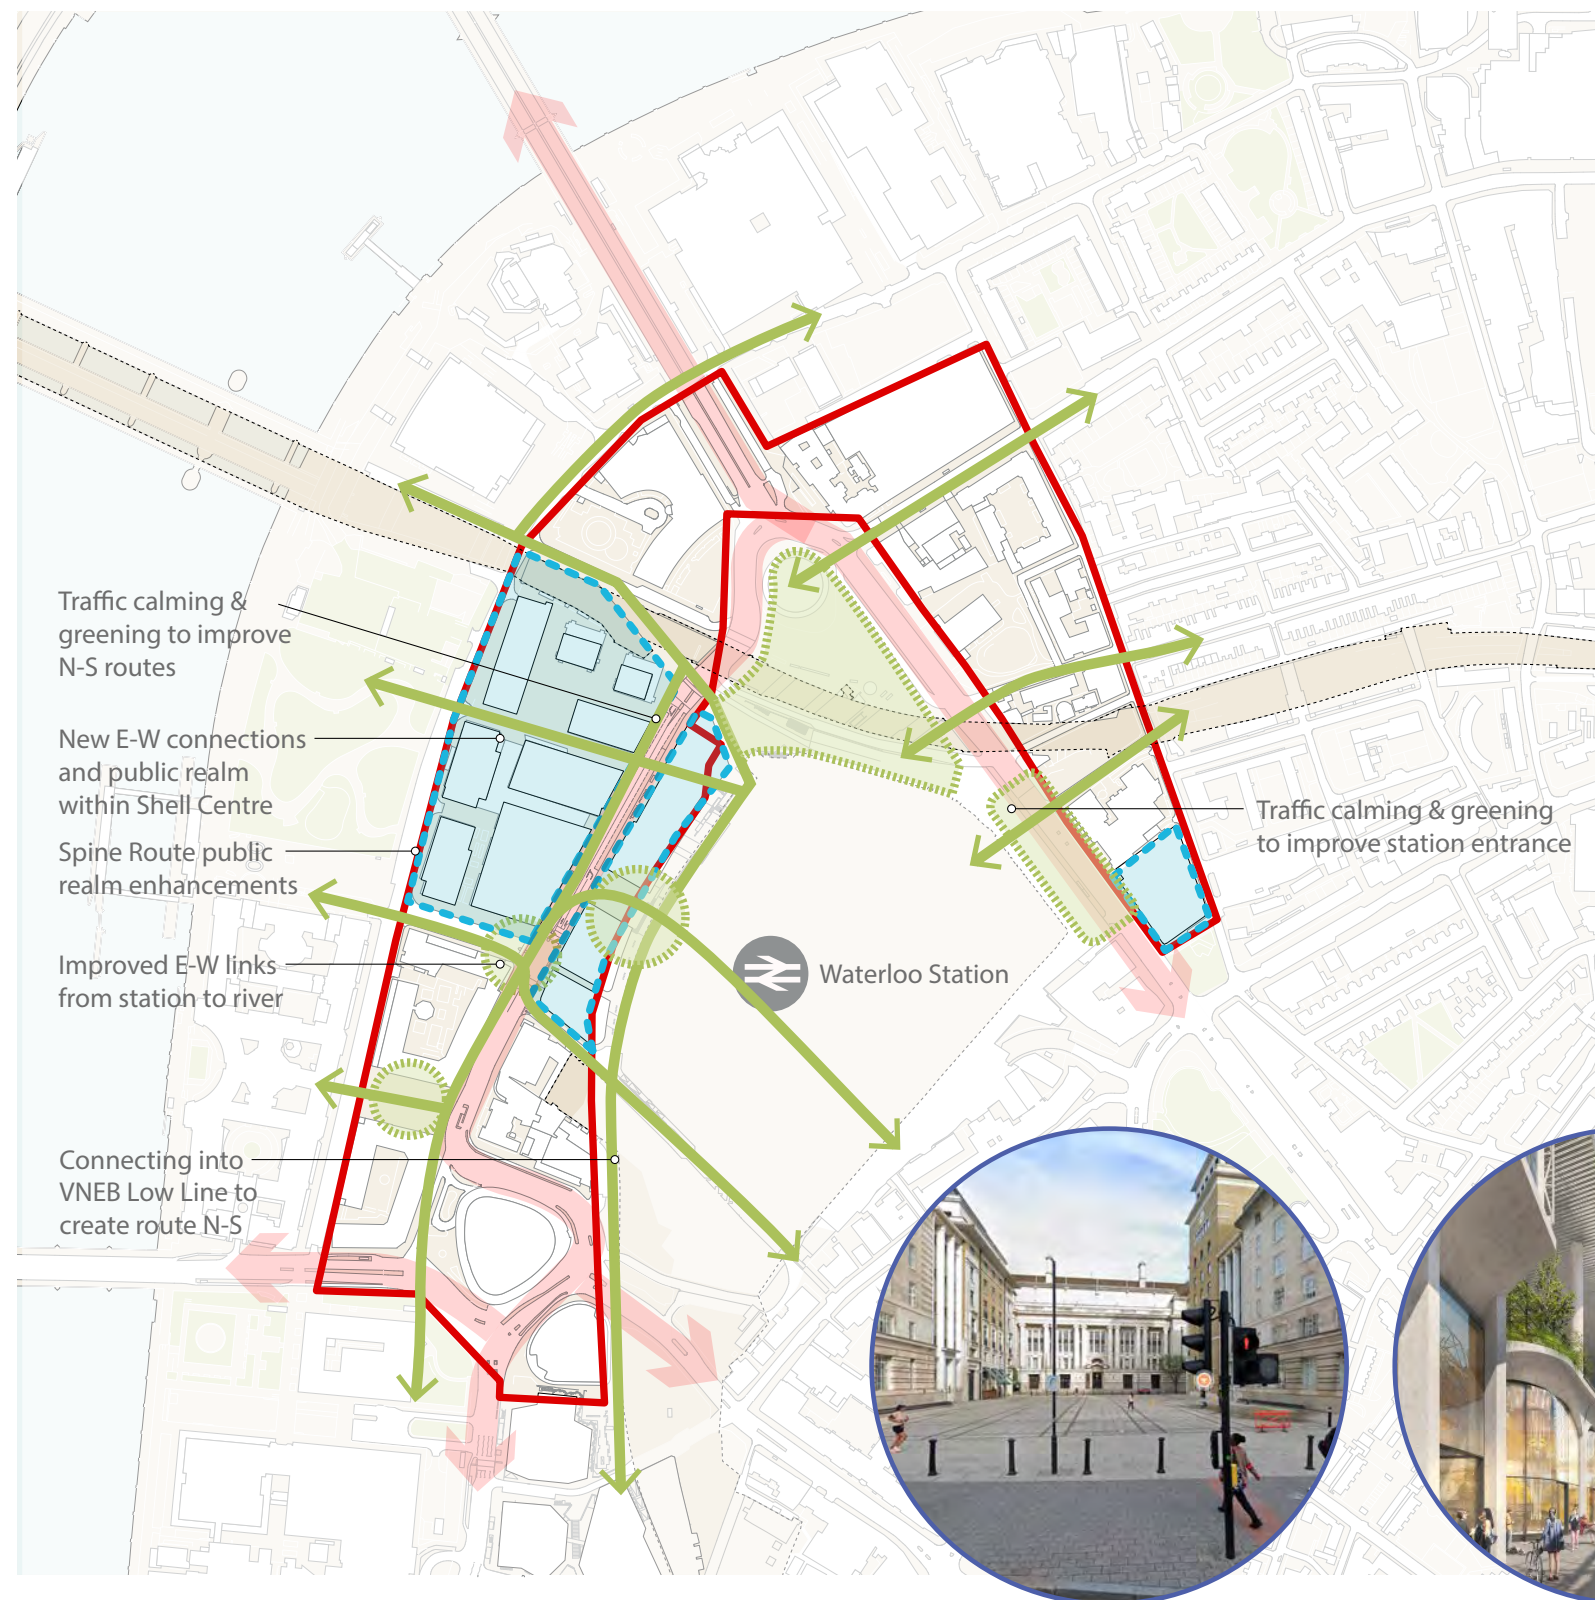 Traffic calming &
greening to improve
N-S routes
New E-W connections
and public realm
within Shell Centre
Spine Route public
realm enhancements
Improved E-W links
from station to river
Connecting into
VNEB Low Line to
create route N-S
Traffic calming & greening
to improve station entrance
Waterloo Station